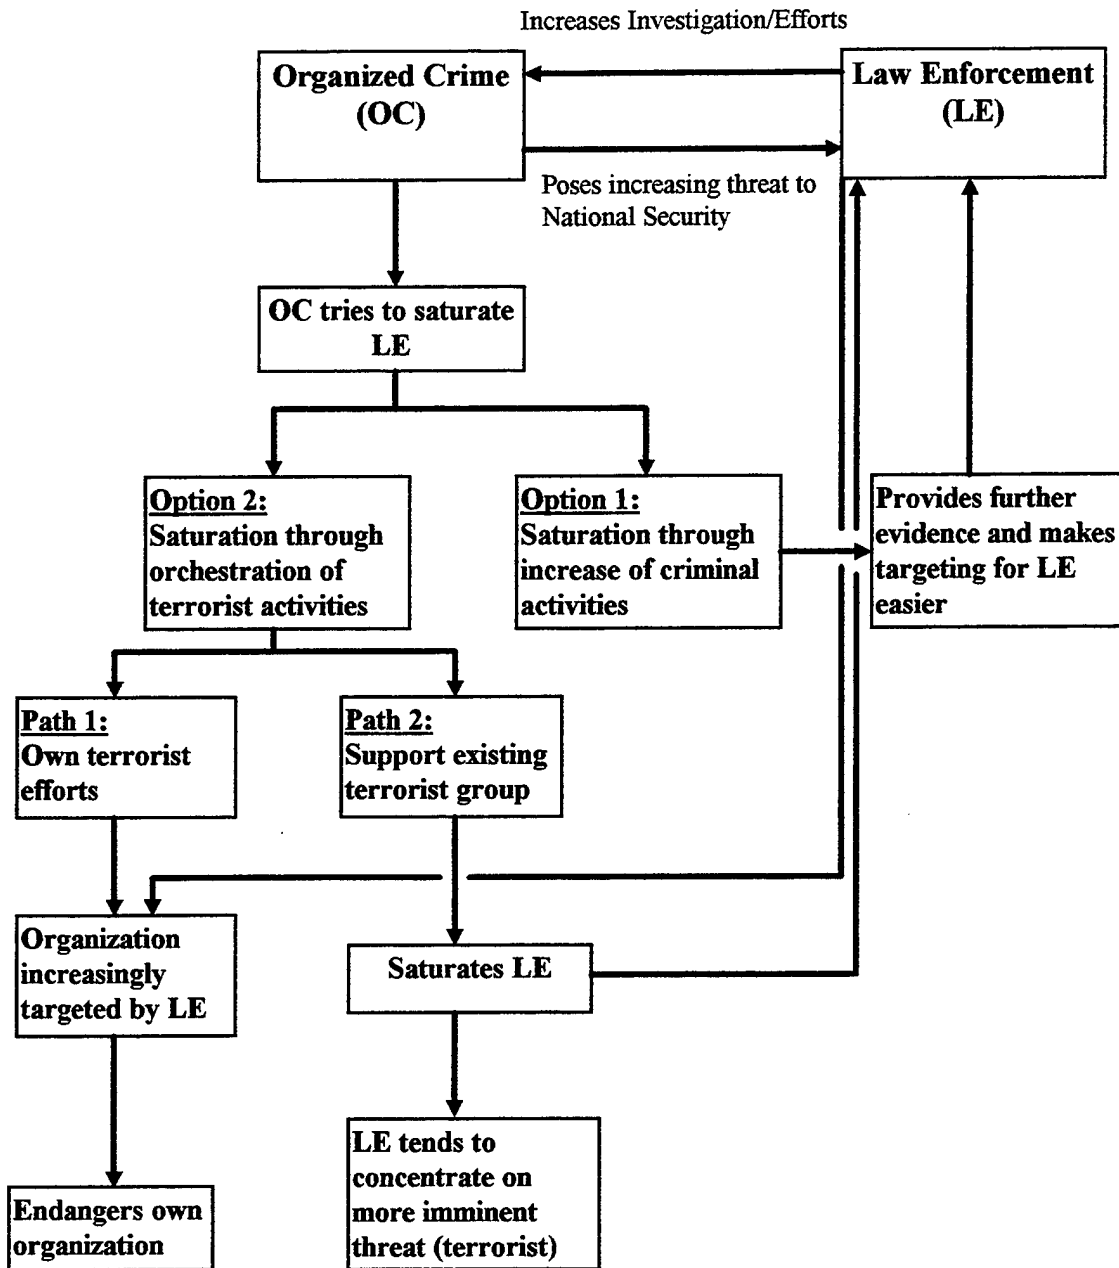 Increases Investigation/Efforts
Organized Crime
(OC)
Law Enforcement
(LE)
Poses increasing threat to
National Security
OC tries to saturate
LE
Option 2:
Saturation through
orchestration of
terrorist activities
Option 1:
Saturation through
increase of criminal
activities
Provides further
evidence and makes
targeting for LE
easier
Path 1:
Own terrorist
efforts
Path 2:
Support existing
terrorist group
Organization
increasingly
targeted by LE
Saturates LE
Endangers own
organization
LE tends to
concentrate on
more imminent
threat (terrorist)